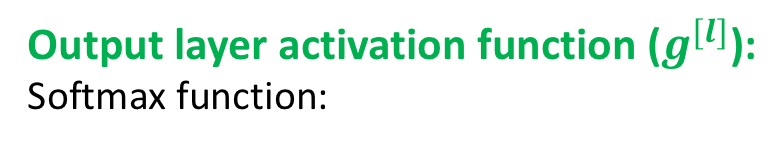 Output layer activation function (g^[l]):
Softmax function: